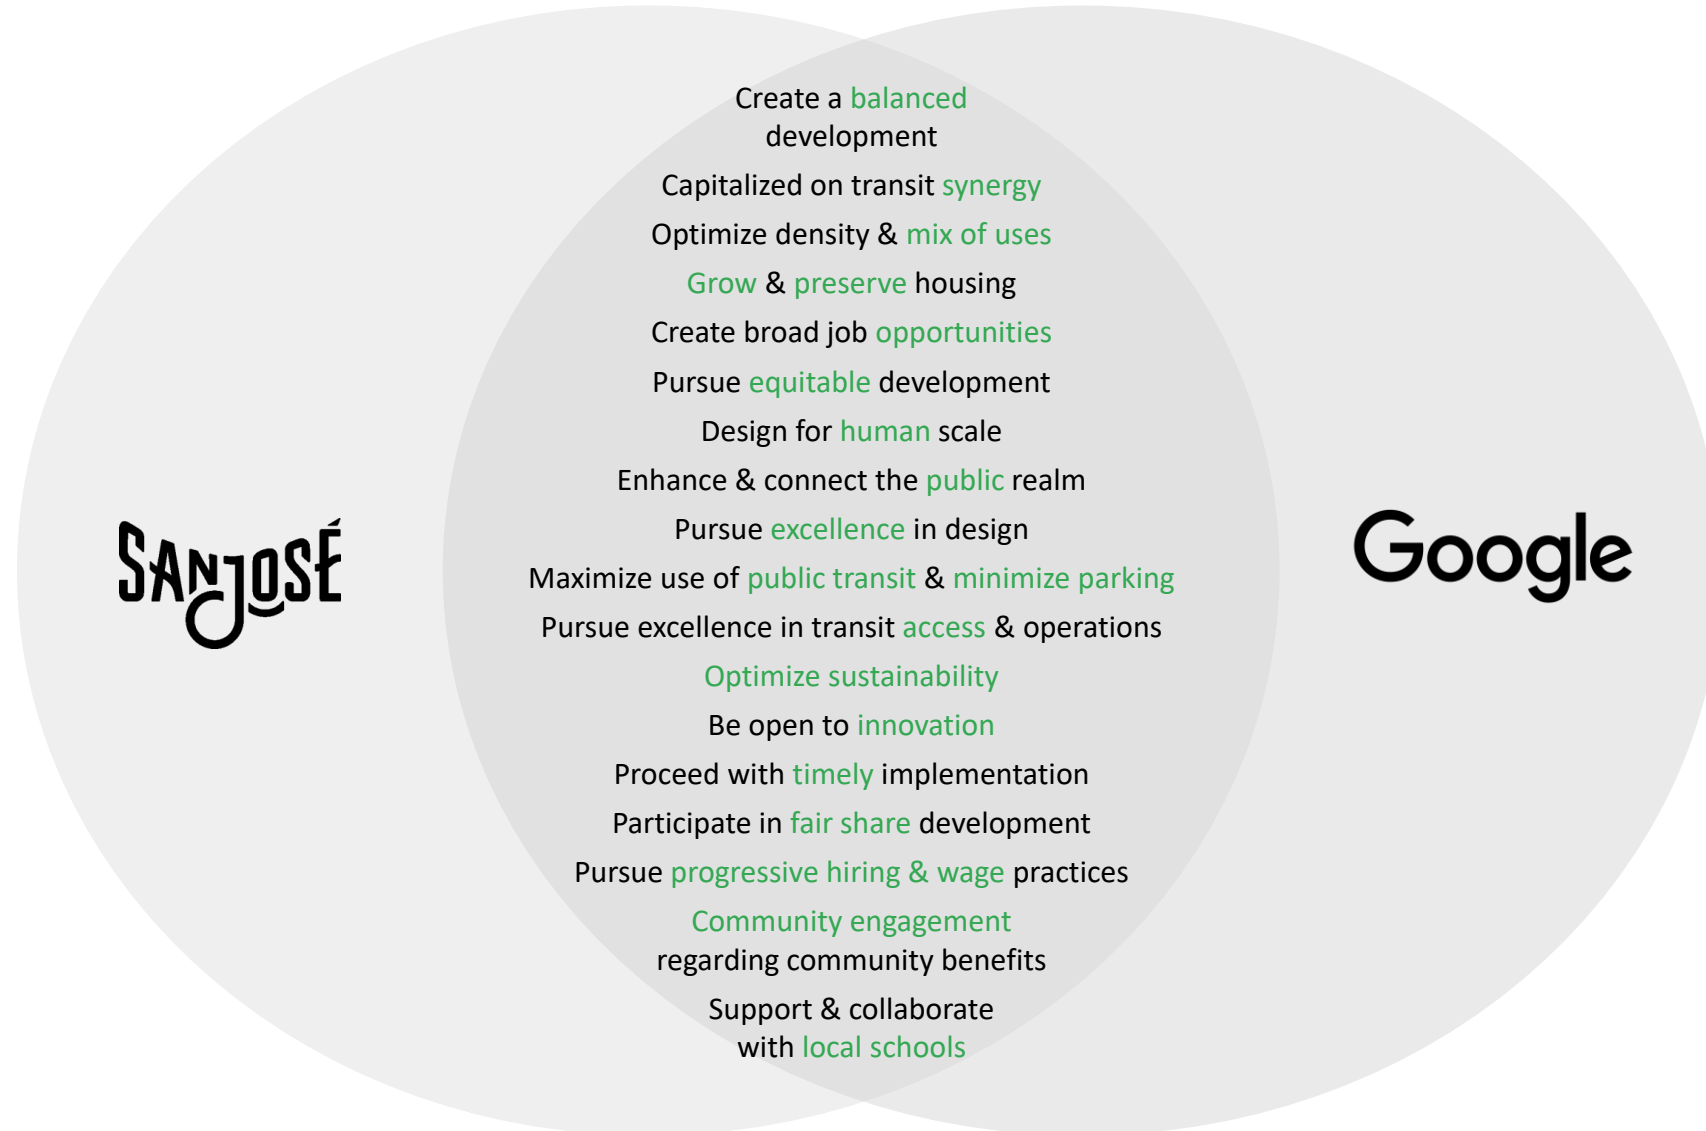 Create a balanced
development
Capitalized on transit synergy
Optimize density & mix of uses
Grow & preserve housing
Create broad job opportunities
Pursue equitable development
Design for human scale
Enhance & connect the public realm
Pursue excellence in design
SAN JOSÉ
Google
Maximize use of public transit & minimize parking
Pursue excellence in transit access & operations
Optimize sustainability
Be open to innovation
Proceed with timely implementation
Participate in fair share development
Pursue progressive hiring & wage practices
Community engagement
regarding community benefits
Support & collaborate
with local schools